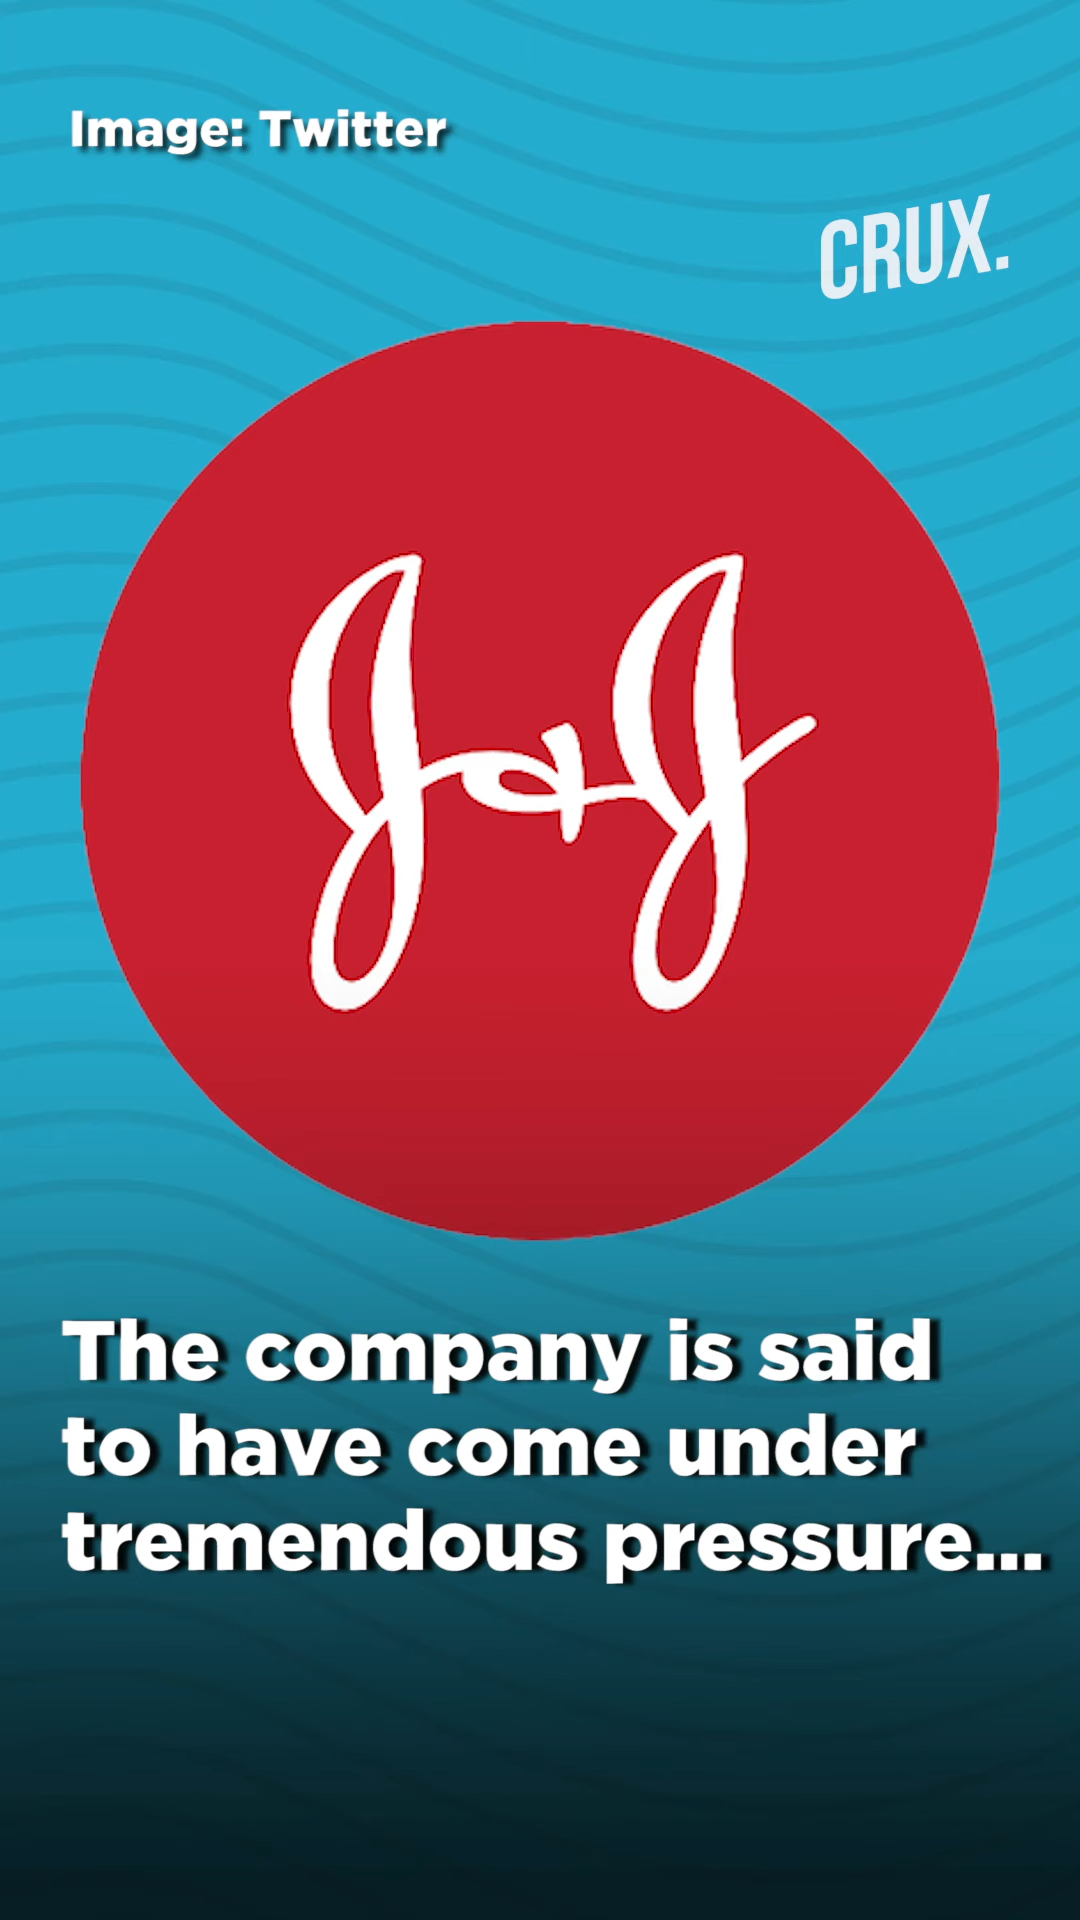 Image: Twitter
CRUX.
J&J
The company is said
to have come under
tremendous pressure...